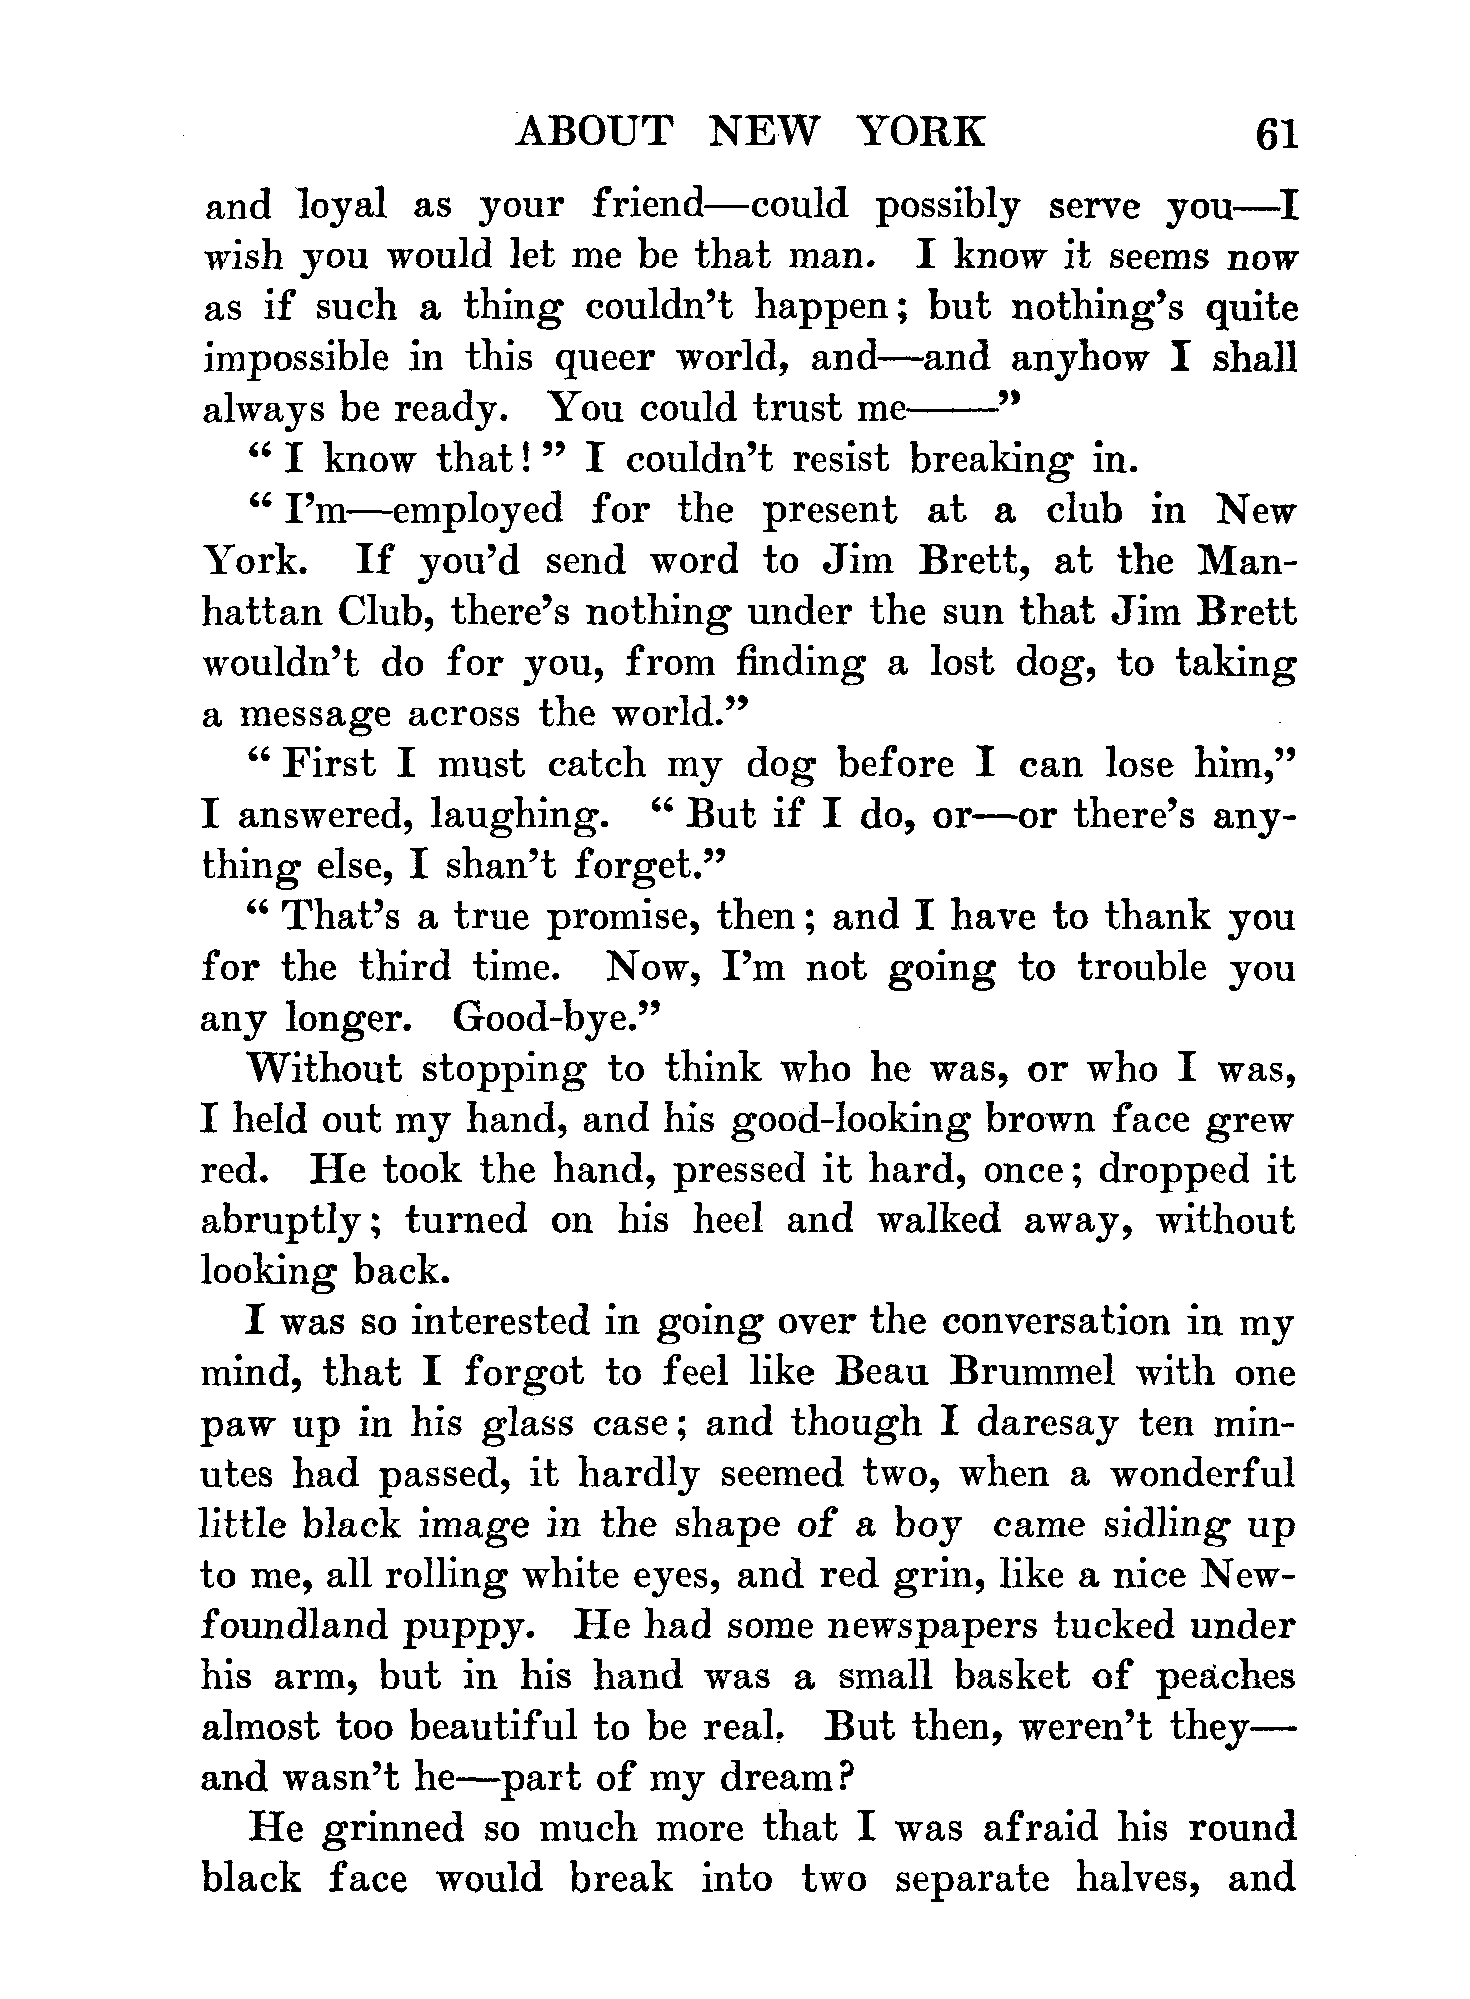 ABOUT NEW YORK 61
and loyal as your friend—could possibly serve you—I
wish you would let me be that man. I know it seems now
as if such a thing couldn't happen; but nothing's quite
impossible in this queer world, and—and anyhow I shall
always be ready. You could trust me——"
"I know that!" I couldn't resist breaking in.
"I'm—employed for the present at a club in New
York. If you'd send word to Jim Brett, at the Man-
hattan Club, there's nothing under the sun that Jim Brett
wouldn't do for you, from finding a lost dog, to taking
a message across the world."
"First I must catch my dog before I can lose him,"
I answered, laughing. "But if I do, or—or there's any-
thing else, I shan't forget."
"That's a true promise, then; and I have to thank you
for the third time. Now, I'm not going to trouble you
any longer. Good-bye."
Without stopping to think who he was, or who I was,
I held out my hand, and his good-looking brown face grew
red. He took the hand, pressed it hard, once; dropped it
abruptly; turned on his heel and walked away, without
looking back.
I was so interested in going over the conversation in my
mind, that I forgot to feel like Beau Brummel with one
paw up in his glass case; and though I daresay ten min-
utes had passed, it hardly seemed two, when a wonderful
little black image in the shape of a boy came sidling up
to me, all rolling white eyes, and red grin, like a nice New-
foundland puppy. He had some newspapers tucked under
his arm, but in his hand was a small basket of peaches
almost too beautiful to be real. But then, weren't they—
and wasn't he—part of my dream?
He grinned so much more that I was afraid his round
black face would break into two separate halves, and